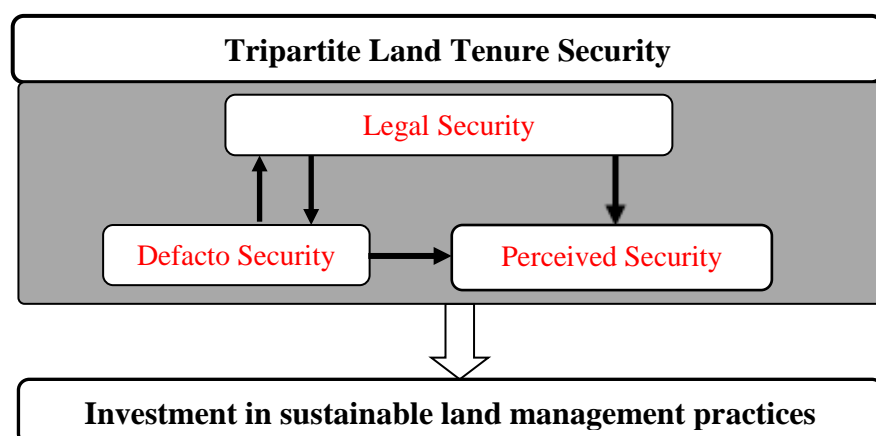 Tripartite Land Tenure Security
Legal Security
Defacto Security
Perceived Security
Investment in sustainable land management practices